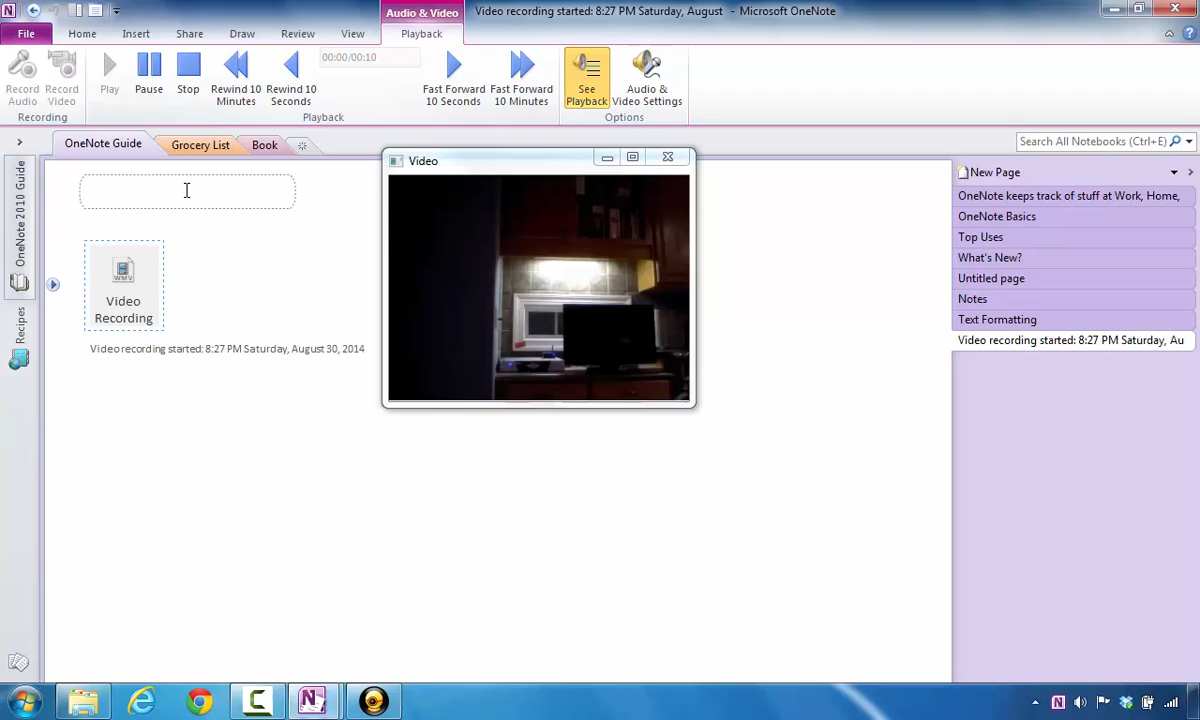 Audio & Video
Video recording started: 8:27 PM Saturday, August - Microsoft OneNote
File Home Insert Share Draw Review View Playback
Record Audio
Record Video
Recording
Play
Pause
Stop
Rewind 10 Minutes
Rewind 10 Seconds
00:00/00:10
Fast Forward 10 Seconds
Fast Forward 10 Minutes
Playback
See Playback
Audio & Video Settings
Options
OneNote Guide
Grocery List
Book
Search All Notebooks (Ctrl+E)
OneNote 2010 Guide
Recipes
WMV
Video
Recording
Video recording started: 8:27 PM Saturday, August 30, 2014
Video
New Page
OneNote keeps track of stuff at Work, Home,
OneNote Basics
Top Uses
What's New?
Untitled page
Notes
Text Formatting
Video recording started: 8:27 PM Saturday, Au